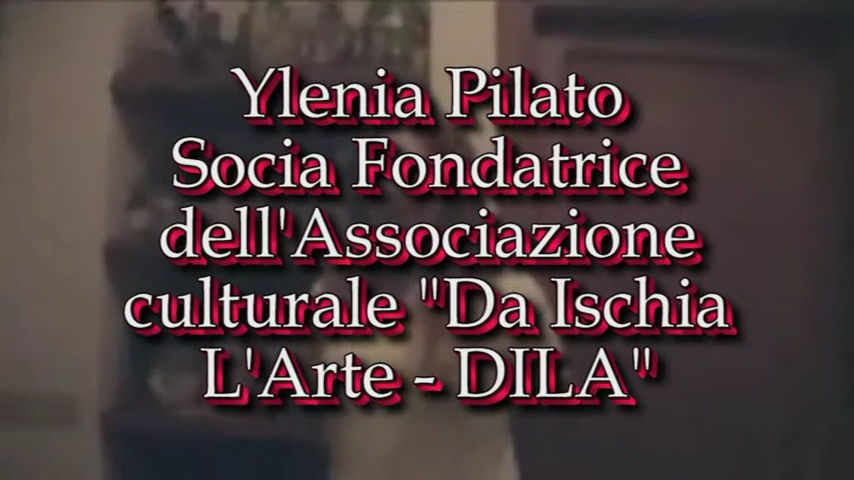 Ylenia Pilato
Socia Fondatrice
dell'Associazione
culturale "Da Ischia
L'Arte - DILA"